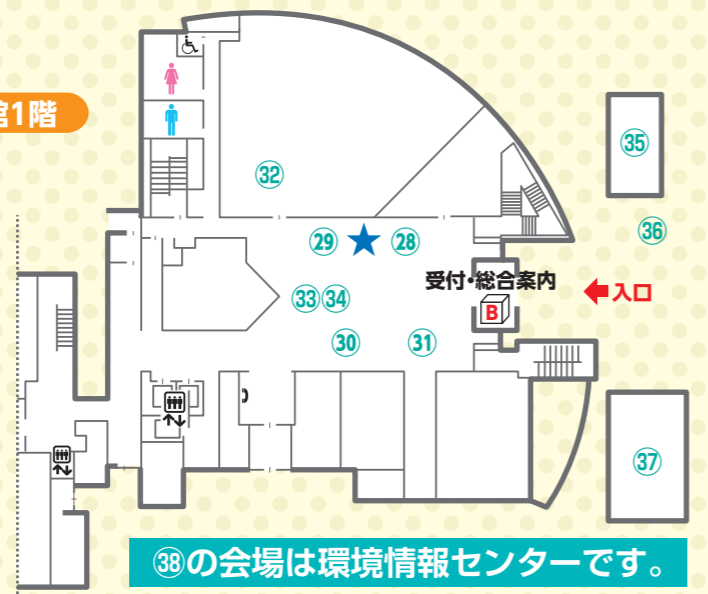 館1階
㉟
㉜
㊱
㉙ ㉘
受付・総合案内
入口
B
㉝㉞
㉚ ㉛
㊲
㊳の会場は環境情報センターです。